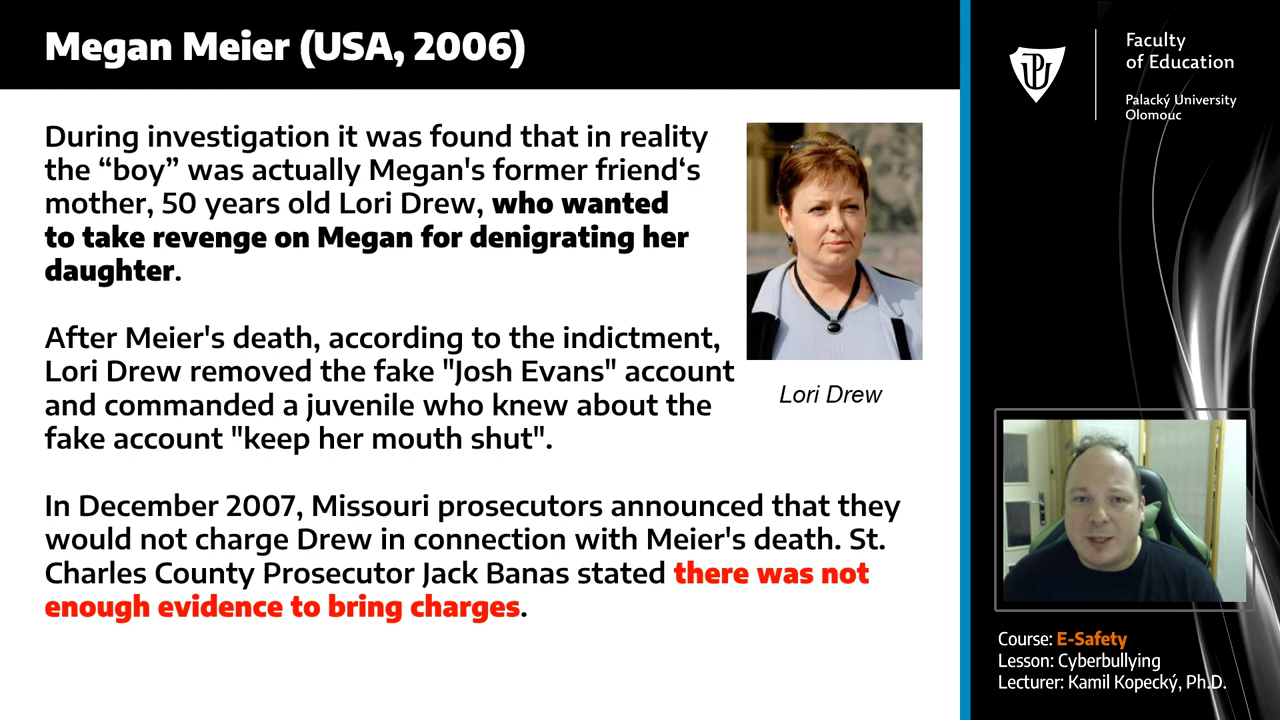 Megan Meier (USA, 2006)
During investigation it was found that in reality
the “boy” was actually Megan's former friend‘s
mother, 50 years old Lori Drew, who wanted
to take revenge on Megan for denigrating her
daughter.
After Meier's death, according to the indictment,
Lori Drew removed the fake "Josh Evans" account
and commanded a juvenile who knew about the
fake account "keep her mouth shut".
In December 2007, Missouri prosecutors announced that they
would not charge Drew in connection with Meier's death. St.
Charles County Prosecutor Jack Banas stated there was not
enough evidence to bring charges.
Lori Drew
UP
Faculty
of Education
Palacký University
Olomouc
Course: E-Safety
Lesson: Cyberbullying
Lecturer: Kamil Kopecký, Ph.D.